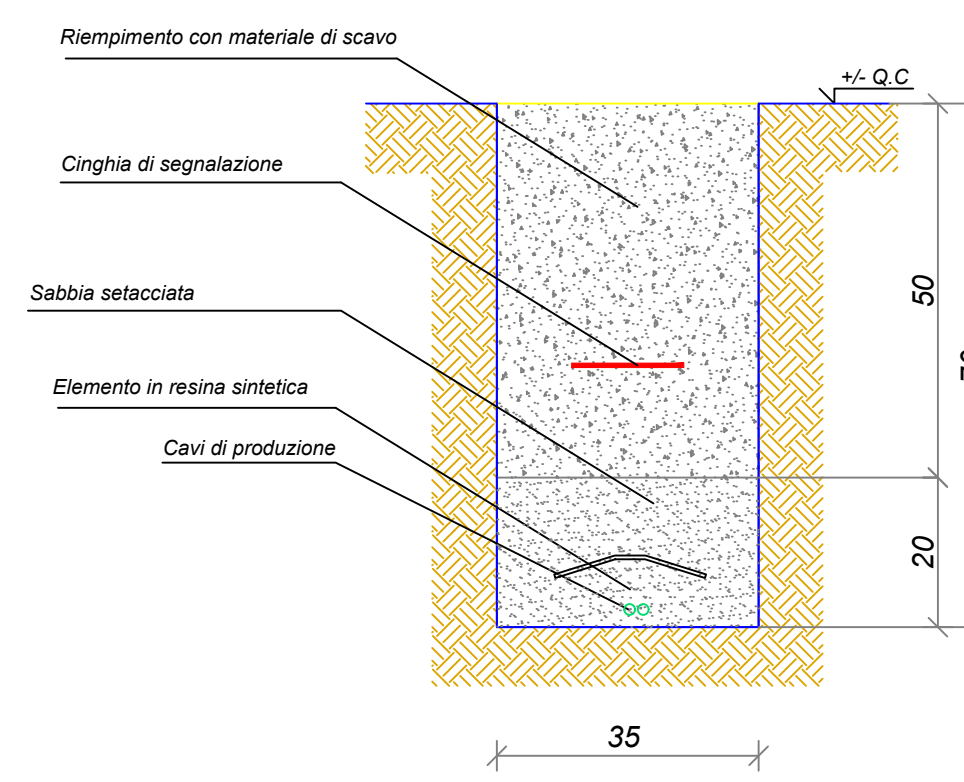 Riempimento con materiale di scavo
+/- Q.C
Cinghia di segnalazione
50
Sabbia setacciata
Elemento in resina sintetica
Cavi di produzione
20
35